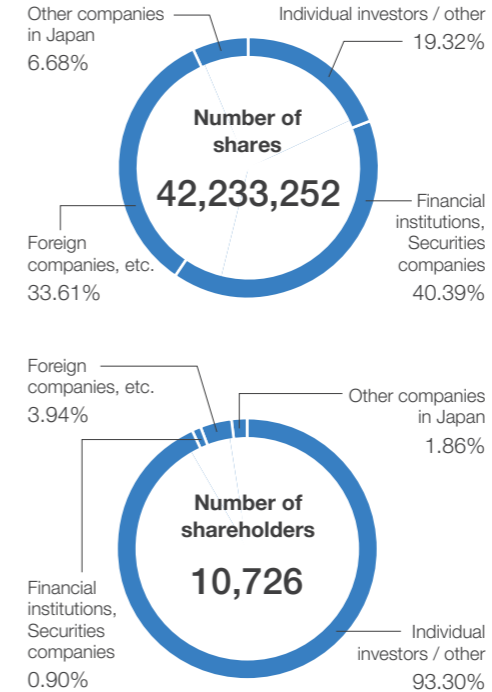 Other companies
in Japan
6.68%
Individual investors / other
19.32%
Number of
shares
42,233,252
Foreign
companies, etc.
33.61%
Financial
institutions,
Securities
companies
40.39%
Foreign
companies, etc.
3.94%
Other companies
in Japan
1.86%
Number of
shareholders
10,726
Financial
institutions,
Securities
companies
0.90%
Individual
investors / other
93.30%